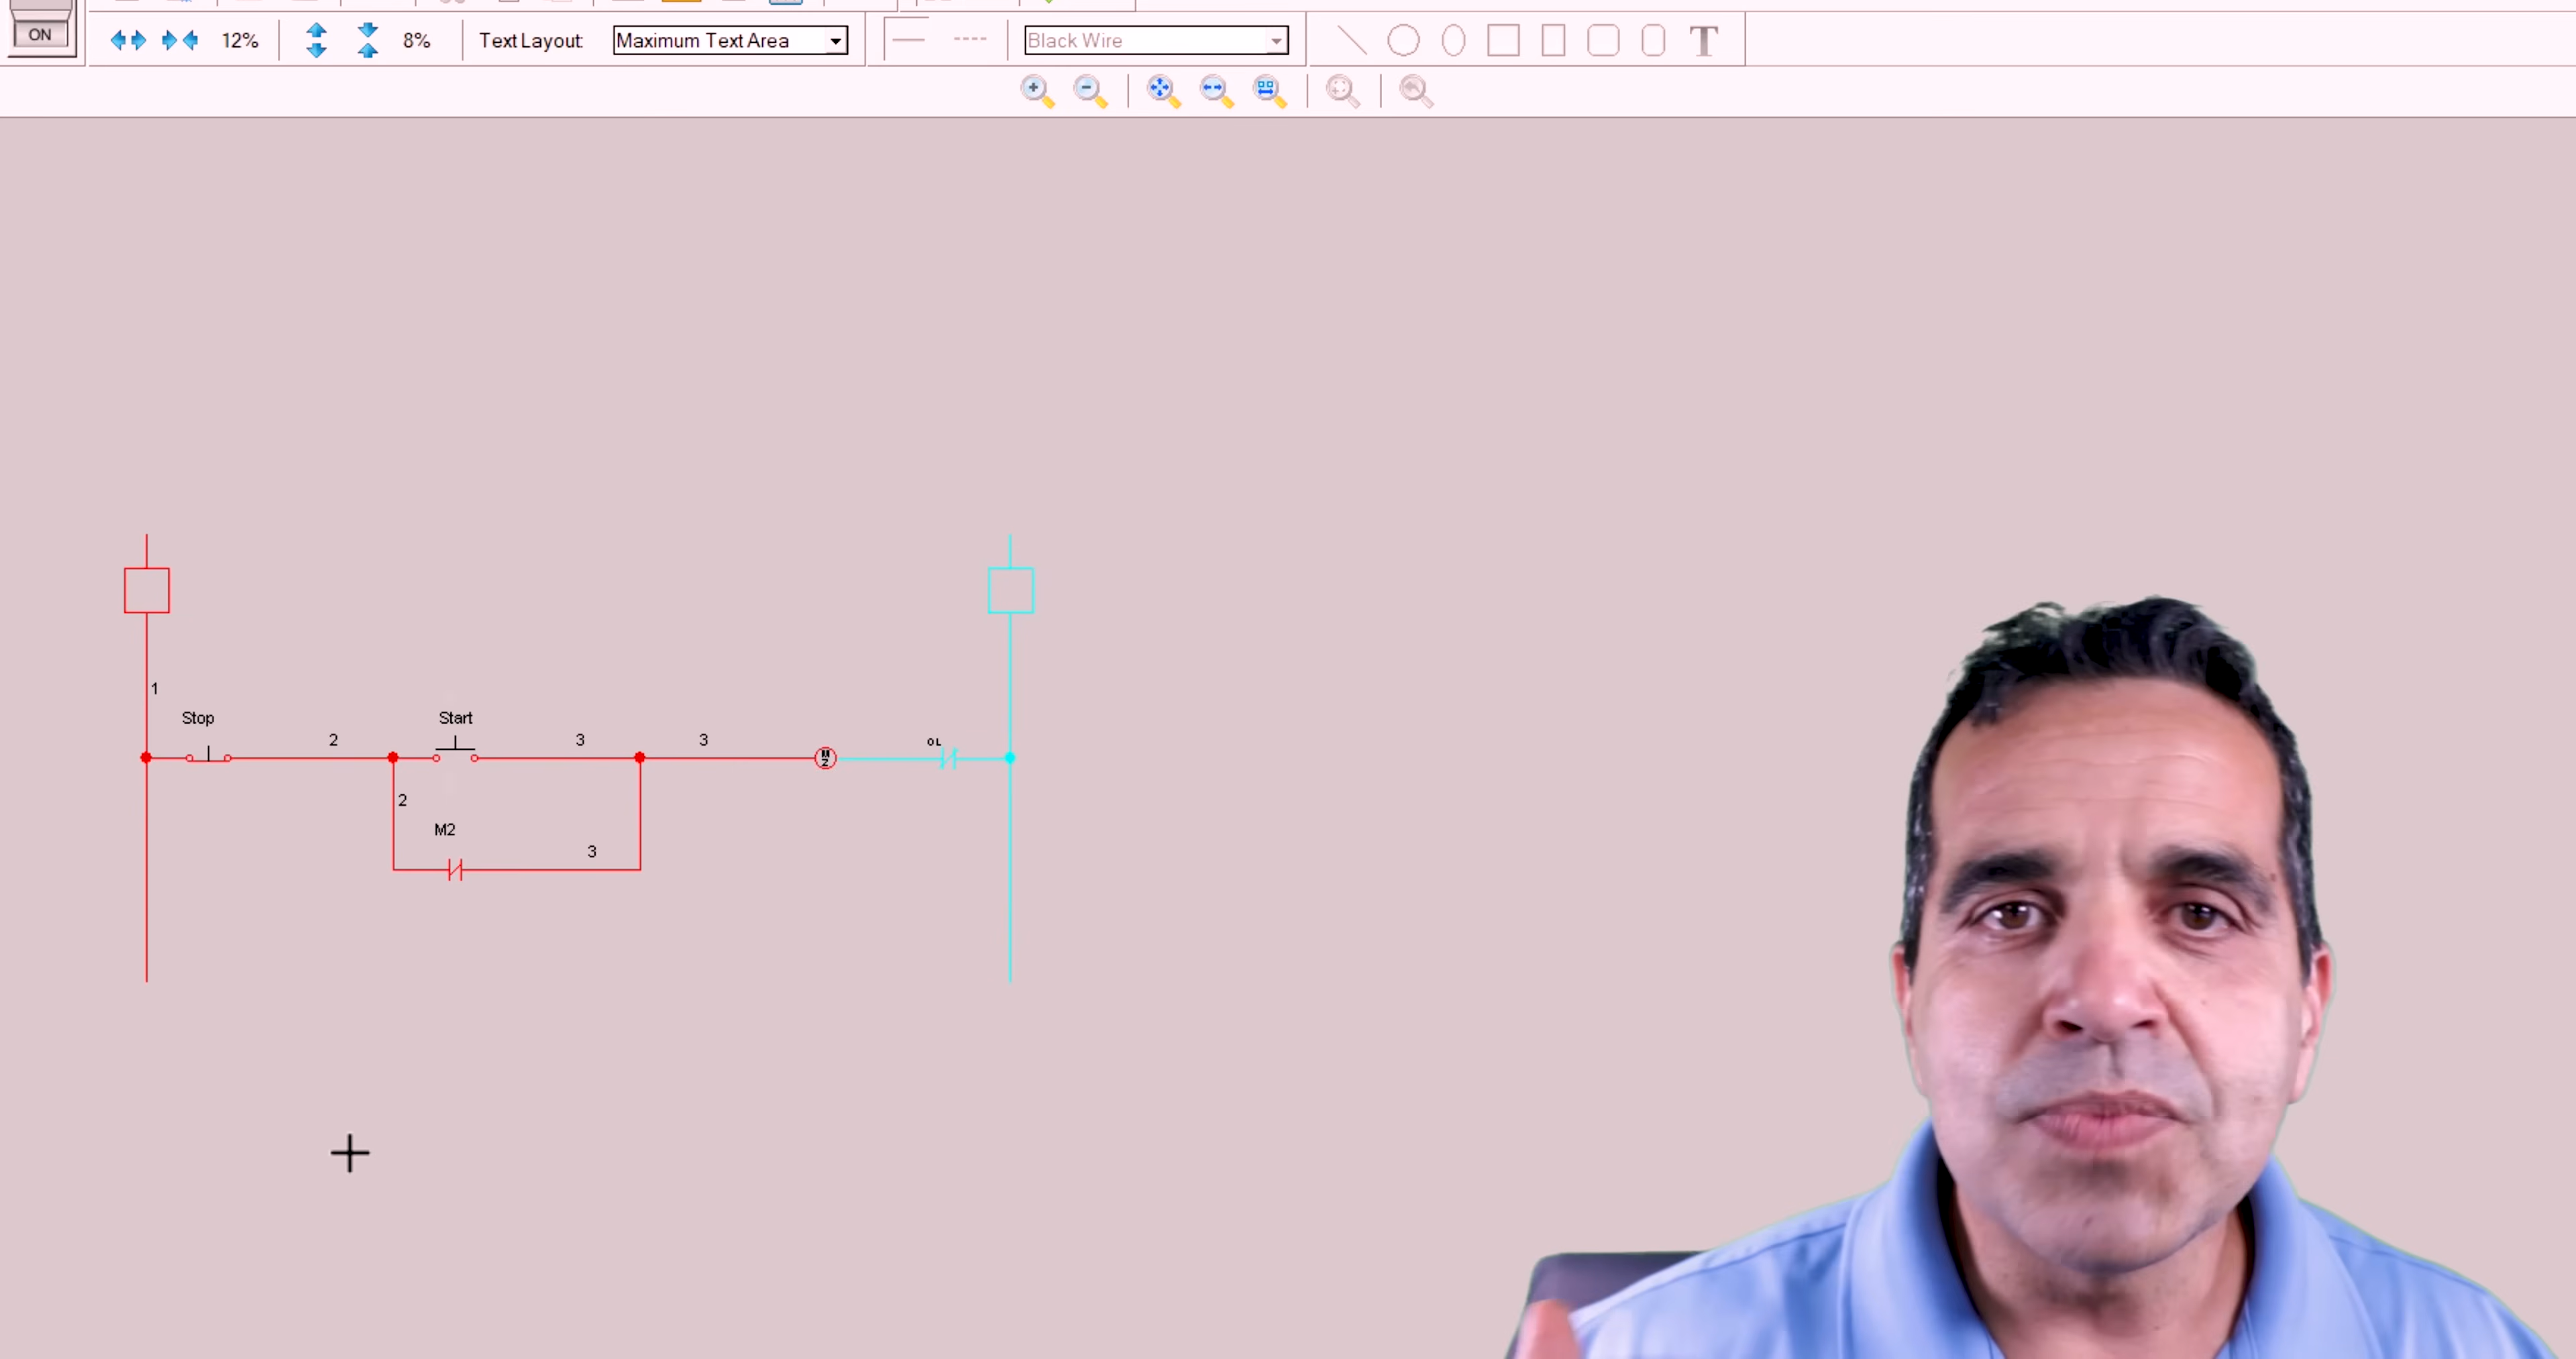 ON
12%
8%
Text Layout:
Maximum Text Area
Black Wire
T
1
Stop
2
Start
3
3
M2
OL
2
M2
3